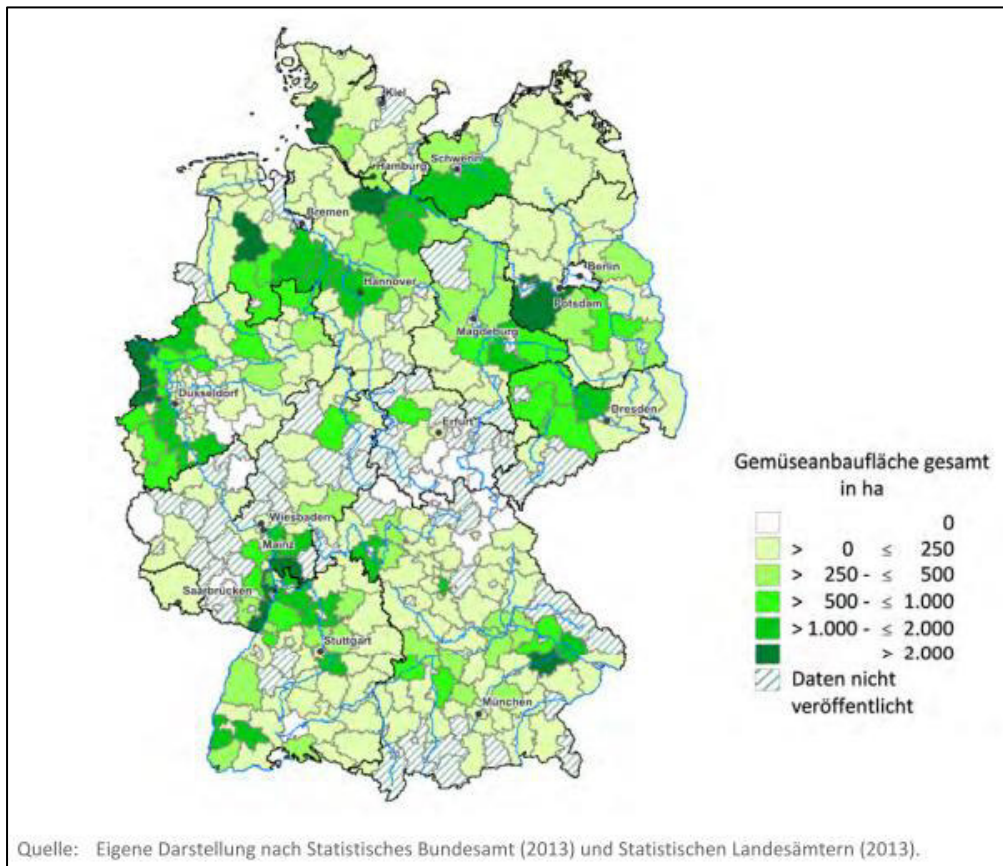 Kiel
Hamburg
Schwerin
Bremen
Berlin
Hannover
Potsdam
Magdeburg
Düsseldorf
Dresden
Erfurt
Wiesbaden
Mainz
Saarbrücken
Stuttgart
München
Gemüseanbaufläche gesamt
in ha
0
> 0 ≤ 250
> 250 - ≤ 500
> 500 - ≤ 1.000
> 1.000 - ≤ 2.000
> 2.000
Daten nicht
veröffentlicht
Quelle: Eigene Darstellung nach Statistisches Bundesamt (2013) und Statistischen Landesämtern (2013).